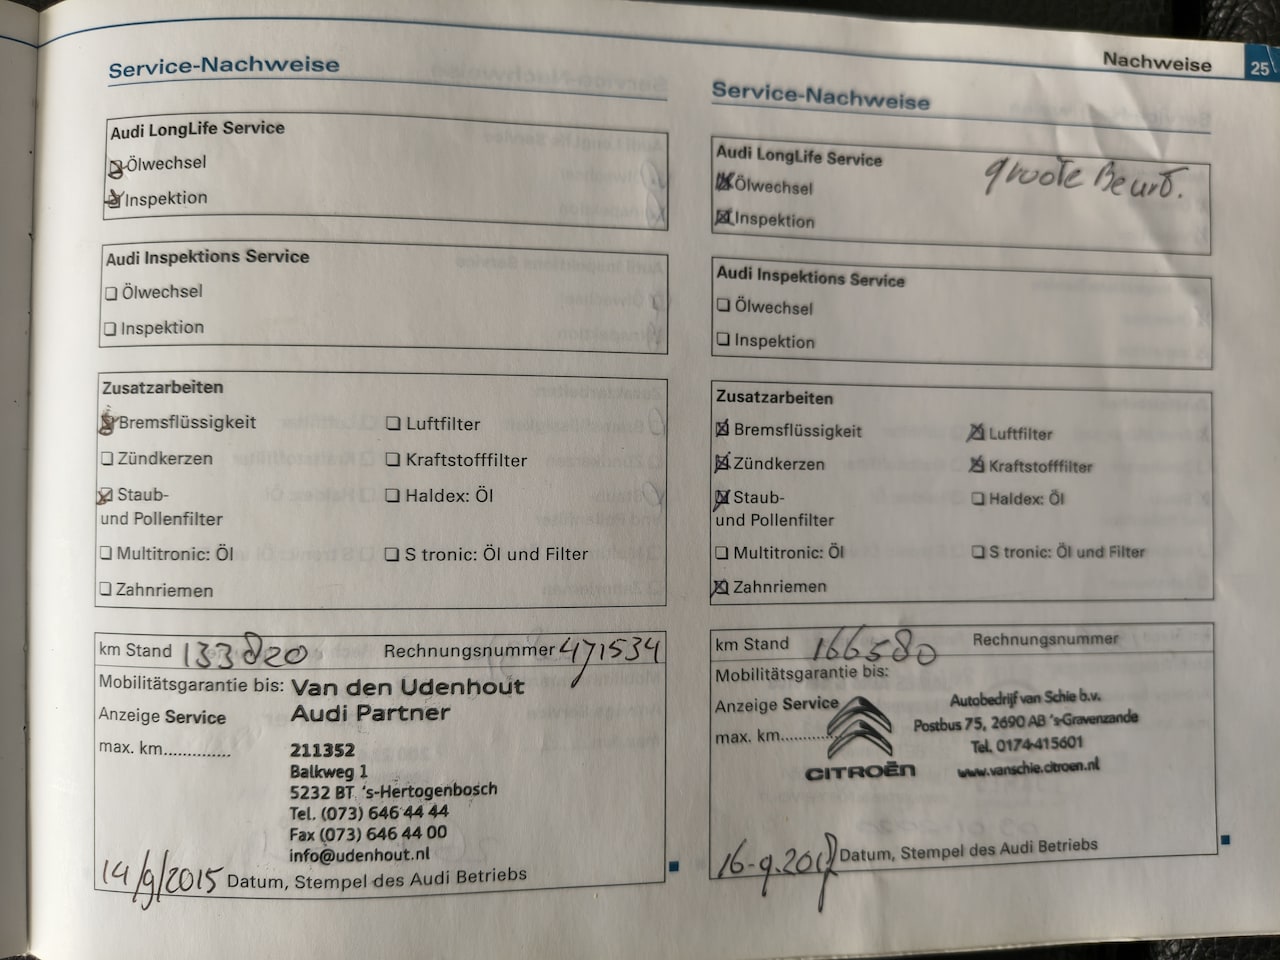 Nachweise 25
Service-Nachweise
Audi LongLife Service
Ölwechsel
Inspektion
Audi Inspektions Service
Ölwechsel
Inspektion
Zusatzarbeiten
Bremsflüssigkeit Luftfilter
Zündkerzen Kraftstofffilter
Staub- Haldex: Öl
und Pollenfilter
Multitronic: Öl S tronic: Öl und Filter
Zahnriemen
km Stand 133820 Rechnungsnummer 471534
Mobilitätsgarantie bis: Van den Udenhout
Anzeige Service Audi Partner
max. km.............. 211352
Balkweg 1
5232 BT 's-Hertogenbosch
Tel. (073) 646 44 44
Fax (073) 646 44 00
info@udenhout.nl
14/9/2015 Datum, Stempel des Audi Betriebs
Service-Nachweise
Audi LongLife Service groote Beurt.
Ölwechsel
Inspektion
Audi Inspektions Service
Ölwechsel
Inspektion
Zusatzarbeiten
Bremsflüssigkeit Luftfilter
Zündkerzen Kraftstofffilter
Staub- Haldex: Öl
und Pollenfilter
Multitronic: Öl S tronic: Öl und Filter
Zahnriemen
km Stand 166580 Rechnungsnummer
Mobilitätsgarantie bis:
Anzeige Service Autobedrijf van Schie b.v.
Postbus 75, 2690 AB 's-Gravenzande
max. km.............. Tel. 0174-415601
CITROËN www.vanschie.citroen.nl
Datum, Stempel des Audi Betriebs